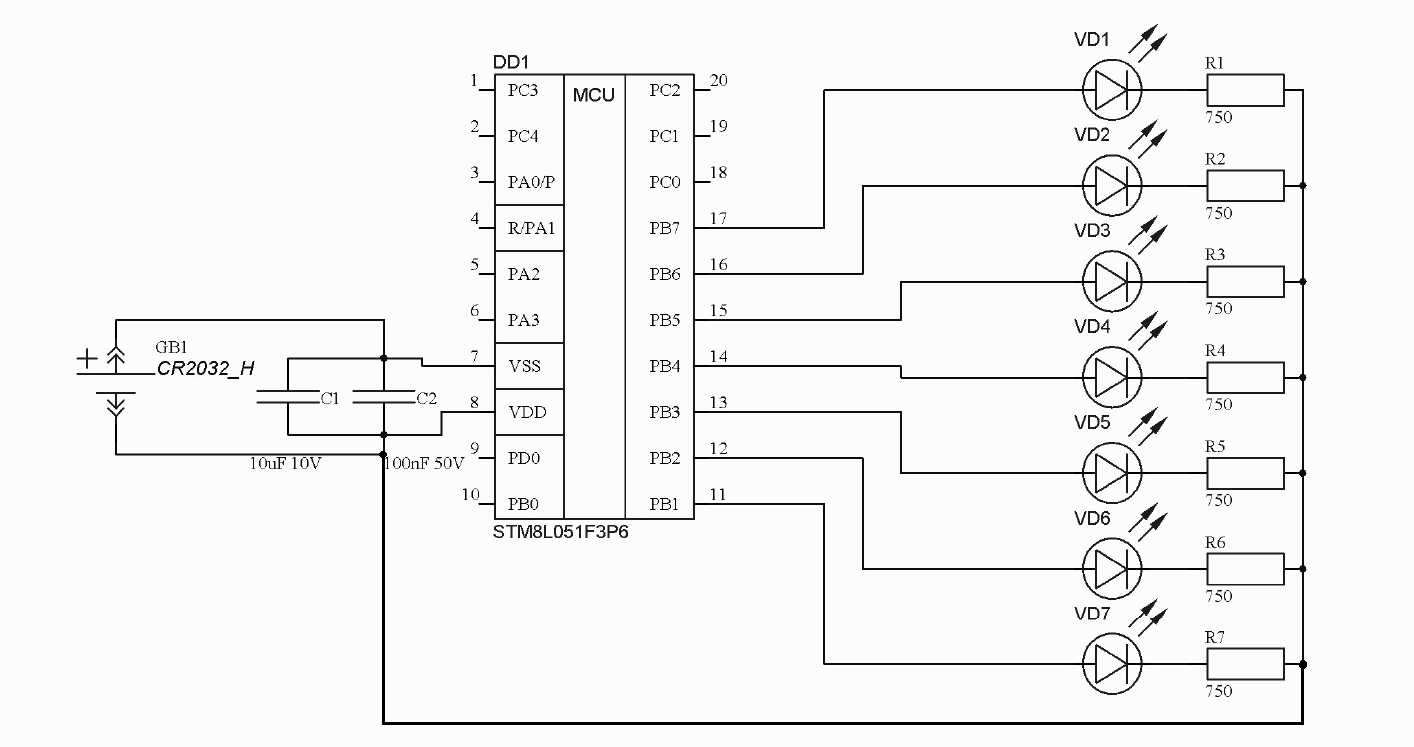 DD1
MCU
1 PC3
2 PC4
3 PA0/P
4 R/PA1
5 PA2
6 PA3
7 VSS
8 VDD
9 PD0
10 PB0
PC2 20
PC1 19
PC0 18
PB7 17
PB6 16
PB5 15
PB4 14
PB3 13
PB2 12
PB1 11
STM8L051F3P6
+
GB1
CR2032_H
C1
C2
10uF 10V
100nF 50V
VD1
R1
750
VD2
R2
750
VD3
R3
750
VD4
R4
750
VD5
R5
750
VD6
R6
750
VD7
R7
750